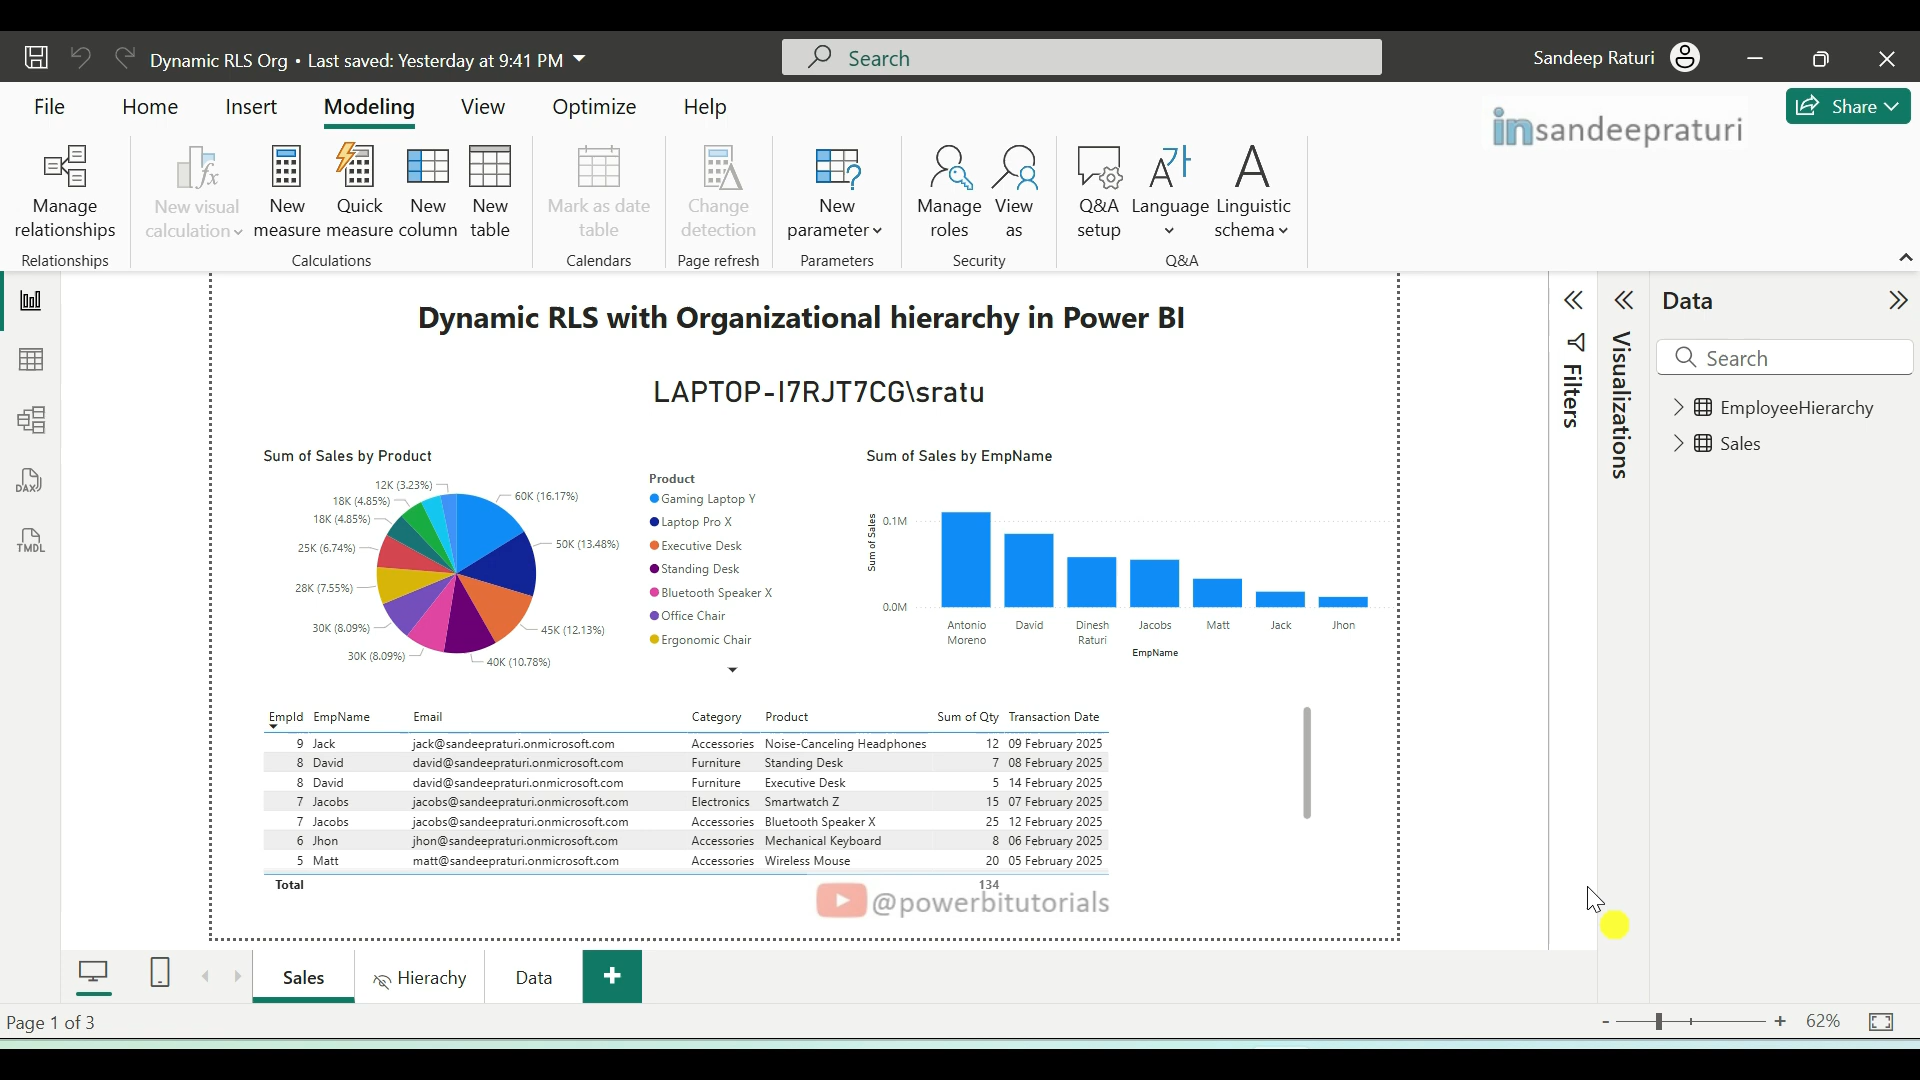 Dynamic RLS Org • Last saved: Yesterday at 9:41 PM
Search
Sandeep Raturi
File
Home
Insert
Modeling
View
Optimize
Help
insandeepraturi
Share
Manage relationships
New visual calculation
New measure
Quick measure
New column
New table
Mark as date table
Change detection
New parameter
Manage roles
View as
Q&A setup
Language
Linguistic schema
Relationships
Calculations
Calendars
Page refresh
Parameters
Security
Q&A
Dynamic RLS with Organizational hierarchy in Power BI
LAPTOP-I7RJT7CG\sratu
Sum of Sales by Product
12K (3.23%)
18K (4.85%)
18K (4.85%)
25K (6.74%)
28K (7.55%)
30K (8.09%)
30K (8.09%)
60K (16.17%)
50K (13.48%)
45K (12.13%)
40K (10.78%)
Product
Gaming Laptop Y
Laptop Pro X
Executive Desk
Standing Desk
Bluetooth Speaker X
Office Chair
Ergonomic Chair
Sum of Sales by EmpName
Sum of Sales
0.1M
0.0M
Antonio Moreno
David
Dinesh Raturi
Jacobs
Matt
Jack
Jhon
EmpName
EmpId EmpName Email Category Product Sum of Qty Transaction Date
9 Jack jack@sandeepraturi.onmicrosoft.com Accessories Noise-Canceling Headphones 12 09 February 2025
8 David david@sandeepraturi.onmicrosoft.com Furniture Standing Desk 7 08 February 2025
8 David david@sandeepraturi.onmicrosoft.com Furniture Executive Desk 5 14 February 2025
7 Jacobs jacobs@sandeepraturi.onmicrosoft.com Electronics Smartwatch Z 15 07 February 2025
7 Jacobs jacobs@sandeepraturi.onmicrosoft.com Accessories Bluetooth Speaker X 25 12 February 2025
6 Jhon jhon@sandeepraturi.onmicrosoft.com Accessories Mechanical Keyboard 8 06 February 2025
5 Matt matt@sandeepraturi.onmicrosoft.com Accessories Wireless Mouse 20 05 February 2025
Total 134
@powerbitutorials
DAX
TMDL
Filters
Visualizations
Data
Search
EmployeeHierarchy
Sales
Sales
Hierachy
Data
Page 1 of 3
62%